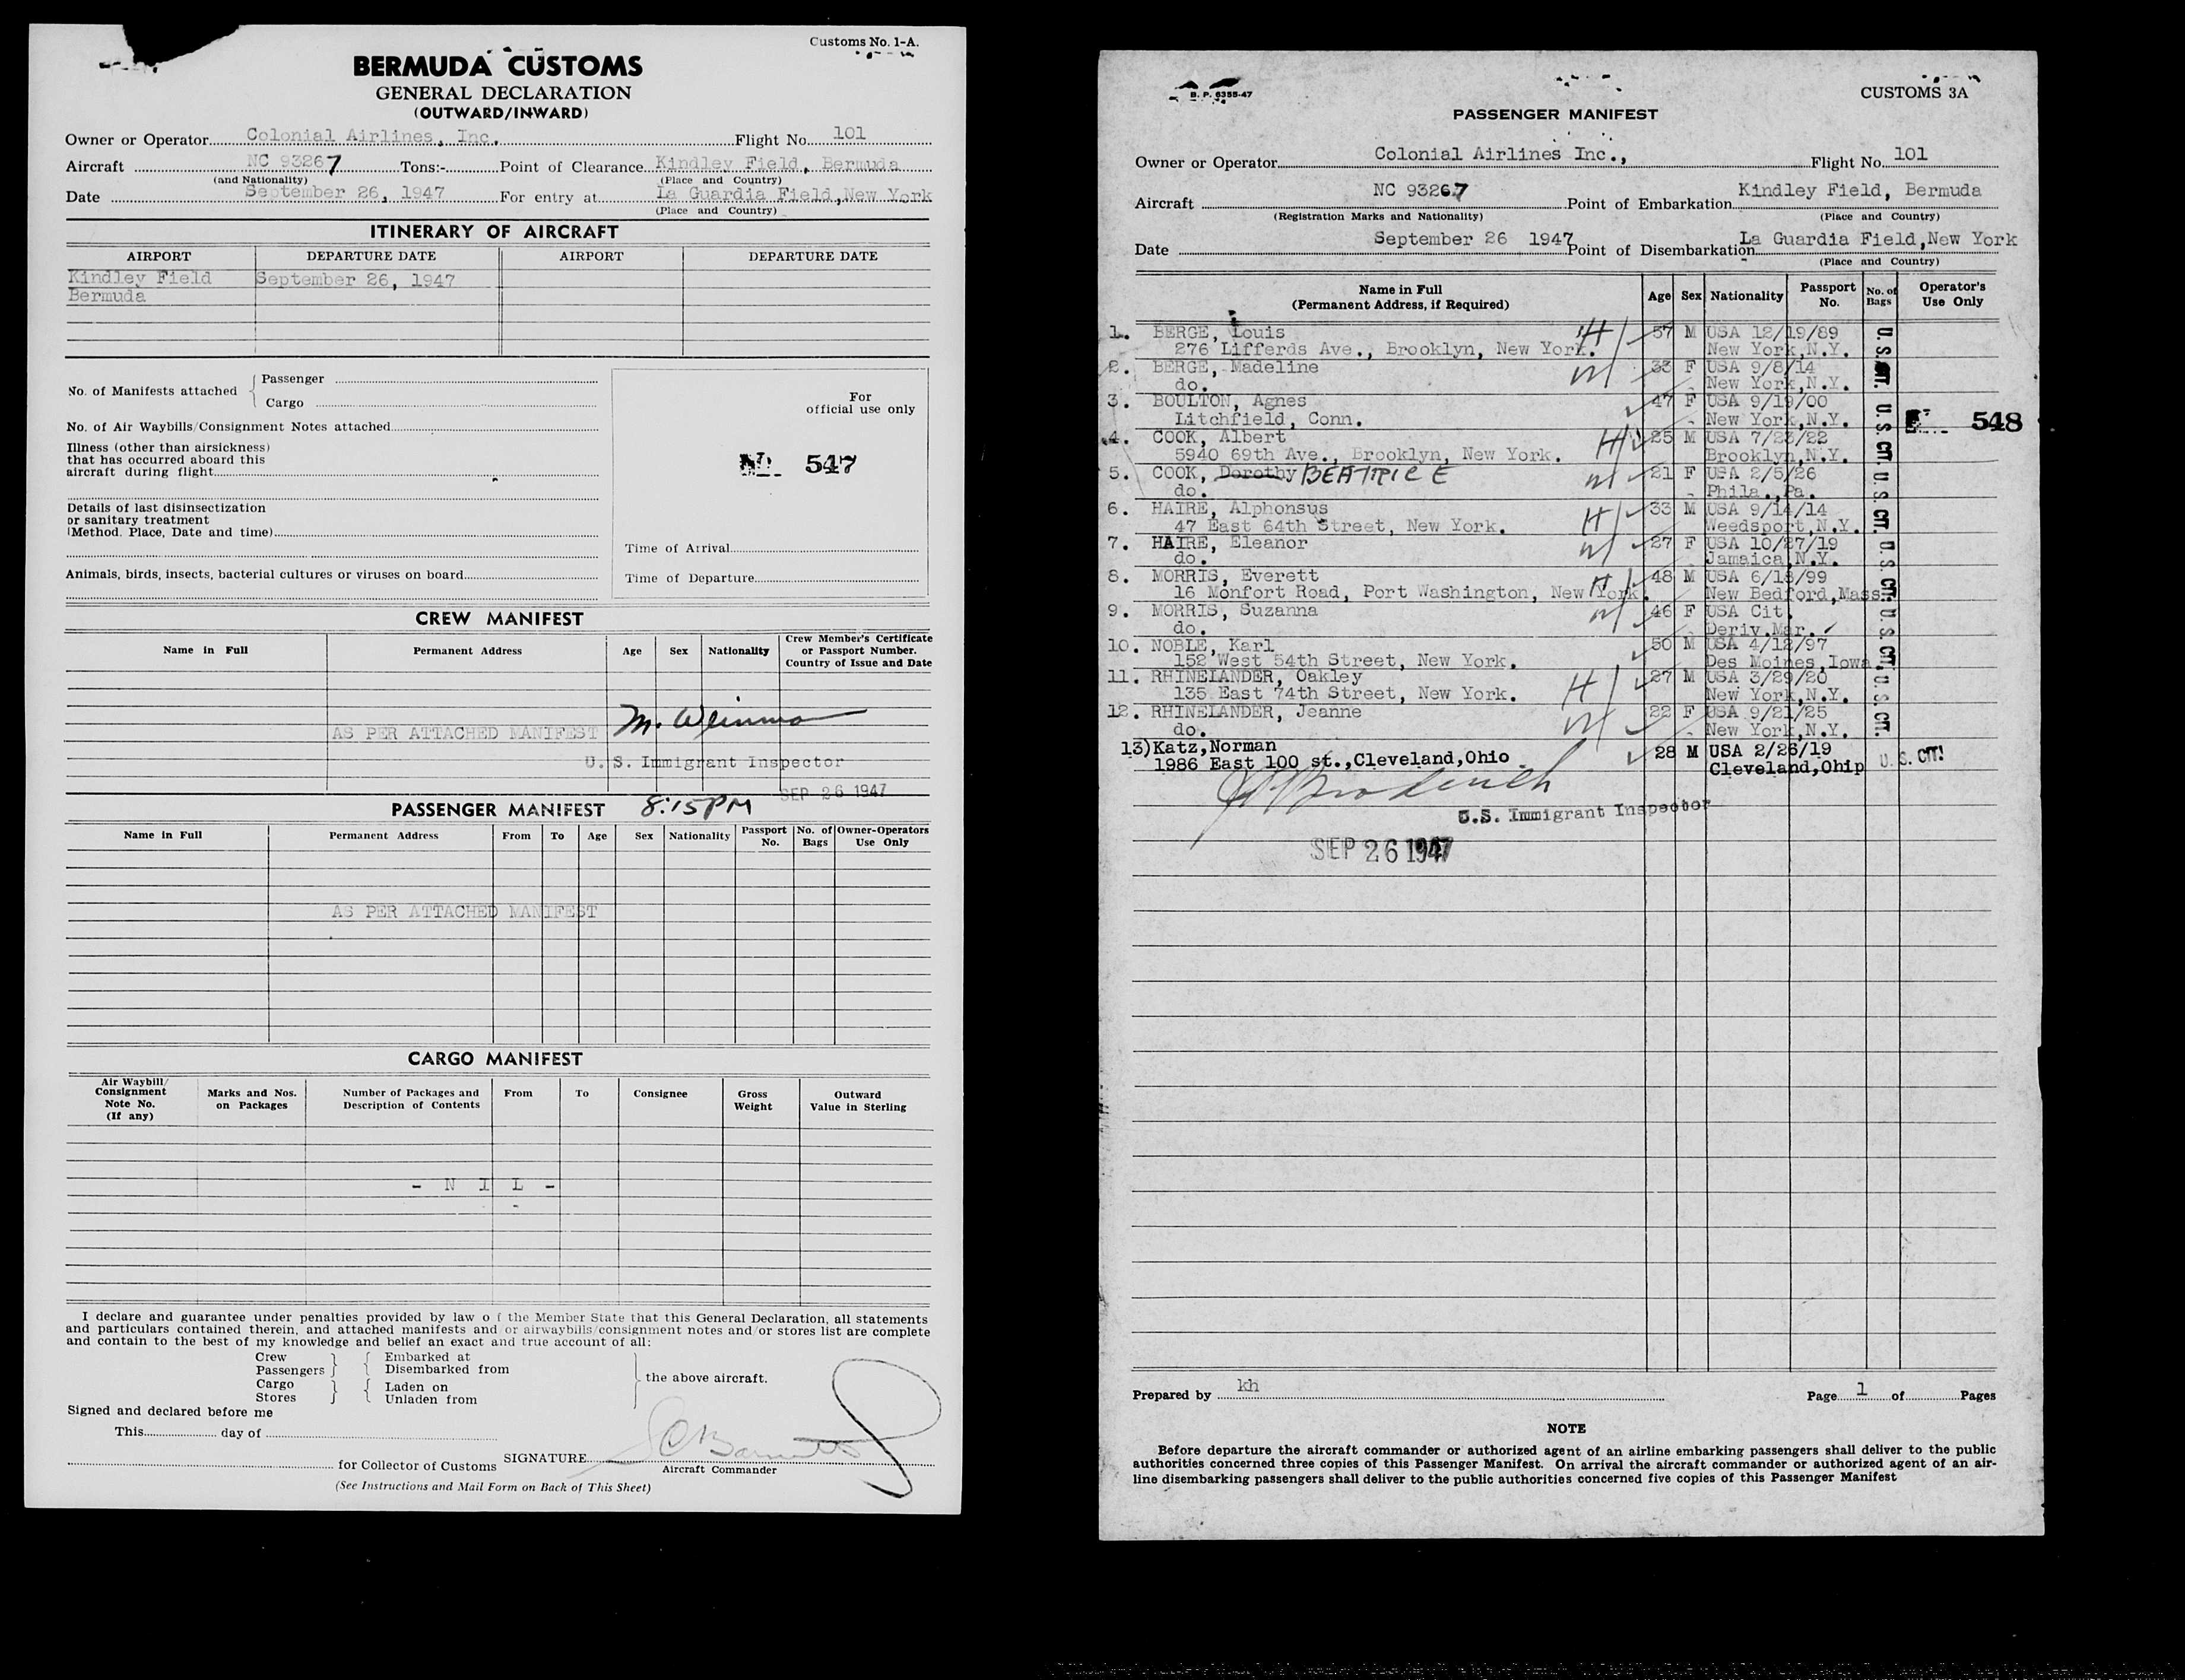 Customs No. 1-A.
BERMUDA CUSTOMS
GENERAL DECLARATION
(OUTWARD/INWARD)
Owner or Operator Colonial Airlines, Inc. Flight No. 101
Aircraft NC 93267 Tons:- Point of Clearance Kindley Field, Bermuda
(and Nationality) (Place and Country)
Date September 26, 1947 For entry at La Guardia Field,New York
(Place and Country)
ITINERARY OF AIRCRAFT
AIRPORT DEPARTURE DATE AIRPORT DEPARTURE DATE
Kindley Field September 26, 1947
Bermuda
No. of Manifests attached
Passenger
Cargo
For
official use only
No. of Air Waybills/Consignment Notes attached
Illness (other than airsickness)
that has occurred aboard this
aircraft during flight
No. 547
Details of last disinsectization
or sanitary treatment
(Method. Place, Date and time)
Time of Arrival
Animals, birds, insects, bacterial cultures or viruses on board
Time of Departure
CREW MANIFEST
Name in Full Permanent Address Age Sex Nationality Crew Member's Certificate
or Passport Number.
Country of Issue and Date
AS PER ATTACHED MANIFEST
U. S. Immigrant Inspector
SEP 26 1947
PASSENGER MANIFEST 8:15PM
Name in Full Permanent Address From To Age Sex Nationality Passport No. No. of Bags Owner-Operators Use Only
AS PER ATTACHED MANIFEST
CARGO MANIFEST
Air Waybill/
Consignment
Note No.
(If any)
Marks and Nos.
on Packages
Number of Packages and
Description of Contents
From To Consignee
Gross
Weight
Outward
Value in Sterling
- N I L -
I declare and guarantee under penalties provided by law o f the Member State that this General Declaration, all statements
and particulars contained therein, and attached manifests and or airwaybills/consignment notes and/or stores list are complete
and contain to the best of my knowledge and belief an exact and true account of all:
Crew Embarked at
Passengers Disembarked from
the above aircraft.
Cargo Laden on
Stores Unladen from
Signed and declared before me
This day of
for Collector of Customs SIGNATURE
Aircraft Commander
(See Instructions and Mail Form on Back of This Sheet)
B. P. 6355-47
CUSTOMS 3A
PASSENGER MANIFEST
Owner or Operator Colonial Airlines Inc., Flight No. 101
Aircraft NC 93267 Point of Embarkation Kindley Field, Bermuda
(Registration Marks and Nationality) (Place and Country)
Date September 26 1947 Point of Disembarkation La Guardia Field,New York
(Place and Country)
Name in Full
(Permanent Address, if Required)
Age Sex Nationality Passport No. No. of Bags Operator's Use Only
1. BERGE, Louis H 57 M USA 12/19/89
276 Lifferds Ave., Brooklyn, New York. New York,N.Y.
2. BERGE, Madeline W 33 F USA 9/8/14
do. New York,N.Y.
3. BOULTON, Agnes 47 F USA 9/19/00
Litchfield, Conn. New York,N.Y.
548
4. COOK, Albert H 25 M USA 7/23/22
5940 69th Ave., Brooklyn, New York. Brooklyn,N.Y.
5. COOK, Dorothy BEATRICE W 21 F USA 2/5/26
do. Phila.,Pa.
6. HAIRE, Alphonsus H 33 M USA 9/14/14
47 East 64th Street, New York. Weedsport,N.Y.
7. HAIRE, Eleanor W 27 F USA 10/27/19
do. Jamaica,N.Y.
8. MORRIS, Everett H 48 M USA 6/18/99
16 Monfort Road, Port Washington, New York. New Bedford,Mass.
9. MORRIS, Suzanna W 46 F USA Cit.
do. Deriv.Mar.
10. NOBLE, Karl 50 M USA 4/12/97
152 West 54th Street, New York. Des Moines,Iowa
11. RHINELANDER, Oakley H 27 M USA 3/29/20
135 East 74th Street, New York. New York,N.Y.
12. RHINELANDER, Jeanne W 22 F USA 9/21/25
do. New York,N.Y.
13) Katz,Norman 28 M USA 2/26/19
1986 East 100 st.,Cleveland,Ohio Cleveland,Ohip
U. S. CIT. U. S. CIT. U. S. CIT. U. S. CIT. U. S. CIT. U. S. CIT.
U. S. CIT!
U.S. Immigrant Inspector
SEP 26 1947
Prepared by kh
Page 1 of Pages
NOTE
Before departure the aircraft commander or authorized agent of an airline embarking passengers shall deliver to the public
authorities concerned three copies of this Passenger Manifest. On arrival the aircraft commander or authorized agent of an air-
line disembarking passengers shall deliver to the public authorities concerned five copies of this Passenger Manifest